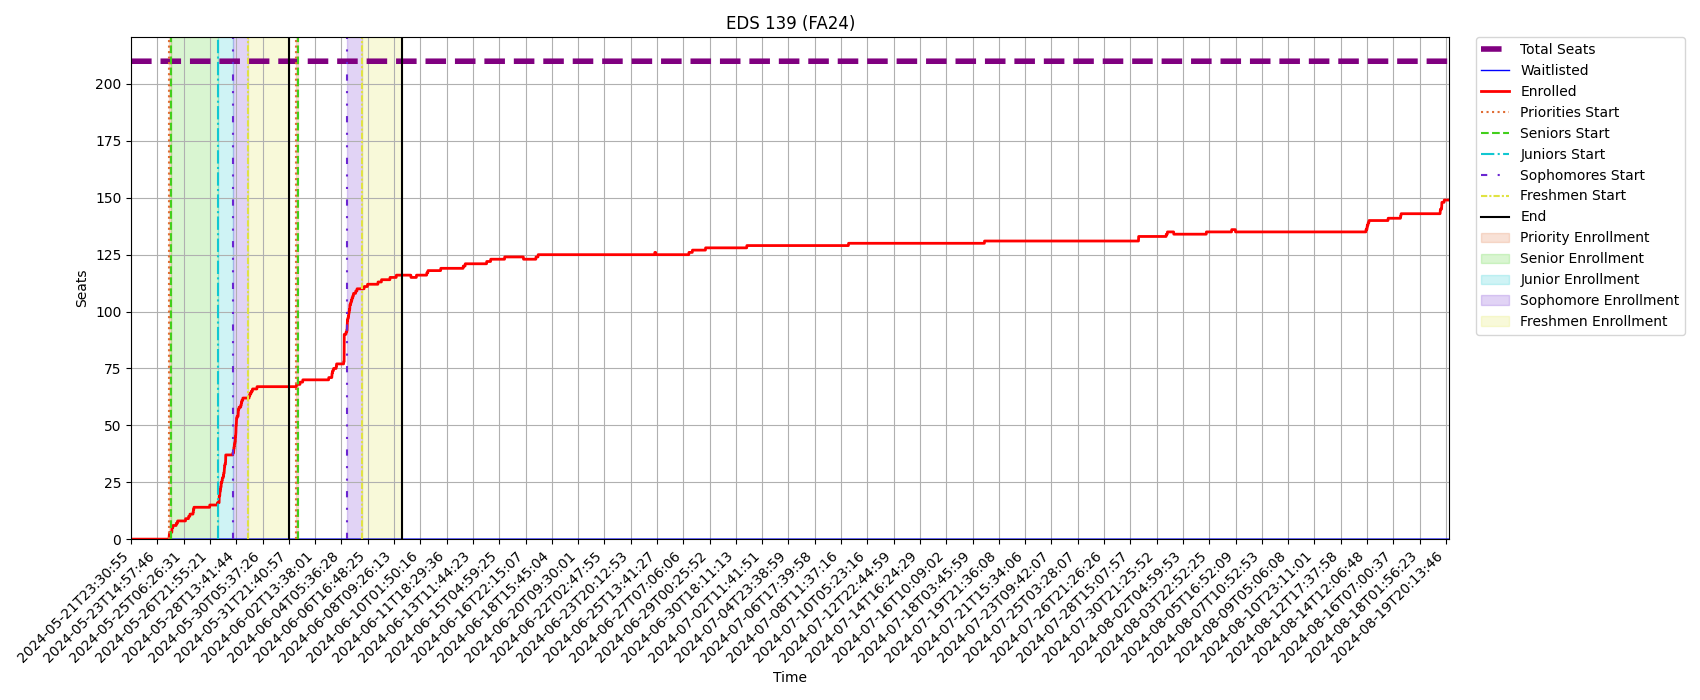 EDS 139 (FA24)
Total Seats
Waitlisted
Enrolled
Priorities Start
Seniors Start
Juniors Start
Sophomores Start
Freshmen Start
End
Priority Enrollment
Senior Enrollment
Junior Enrollment
Sophomore Enrollment
Freshmen Enrollment
Seats
200
175
150
125
100
75
50
25
0
2024-05-21T23:30:55
2024-05-23T14:57:46
2024-05-25T06:26:31
2024-05-26T21:55:21
2024-05-28T13:41:44
2024-05-30T05:37:26
2024-05-31T21:40:57
2024-06-02T13:38:01
2024-06-04T05:36:28
2024-06-06T16:48:25
2024-06-08T09:26:13
2024-06-10T01:50:16
2024-06-11T18:29:36
2024-06-13T11:44:23
2024-06-15T04:59:25
2024-06-16T22:15:07
2024-06-18T15:45:04
2024-06-20T09:30:01
2024-06-22T02:47:55
2024-06-23T20:12:53
2024-06-25T13:41:27
2024-06-27T07:06:06
2024-06-29T00:25:52
2024-06-30T18:11:13
2024-07-02T11:41:51
2024-07-04T23:38:59
2024-07-06T17:39:58
2024-07-08T11:37:16
2024-07-10T05:23:16
2024-07-12T22:44:59
2024-07-14T16:24:29
2024-07-16T10:09:02
2024-07-18T03:45:59
2024-07-19T21:36:08
2024-07-21T15:34:06
2024-07-23T09:42:07
2024-07-25T03:28:07
2024-07-26T21:26:26
2024-07-28T15:07:57
2024-07-30T21:25:52
2024-08-02T04:59:53
2024-08-03T23:52:25
2024-08-05T16:52:09
2024-08-07T10:52:53
2024-08-09T05:06:08
2024-08-10T23:11:01
2024-08-12T17:37:58
2024-08-14T12:06:48
2024-08-16T07:00:37
2024-08-18T01:56:23
2024-08-19T20:13:46
Time